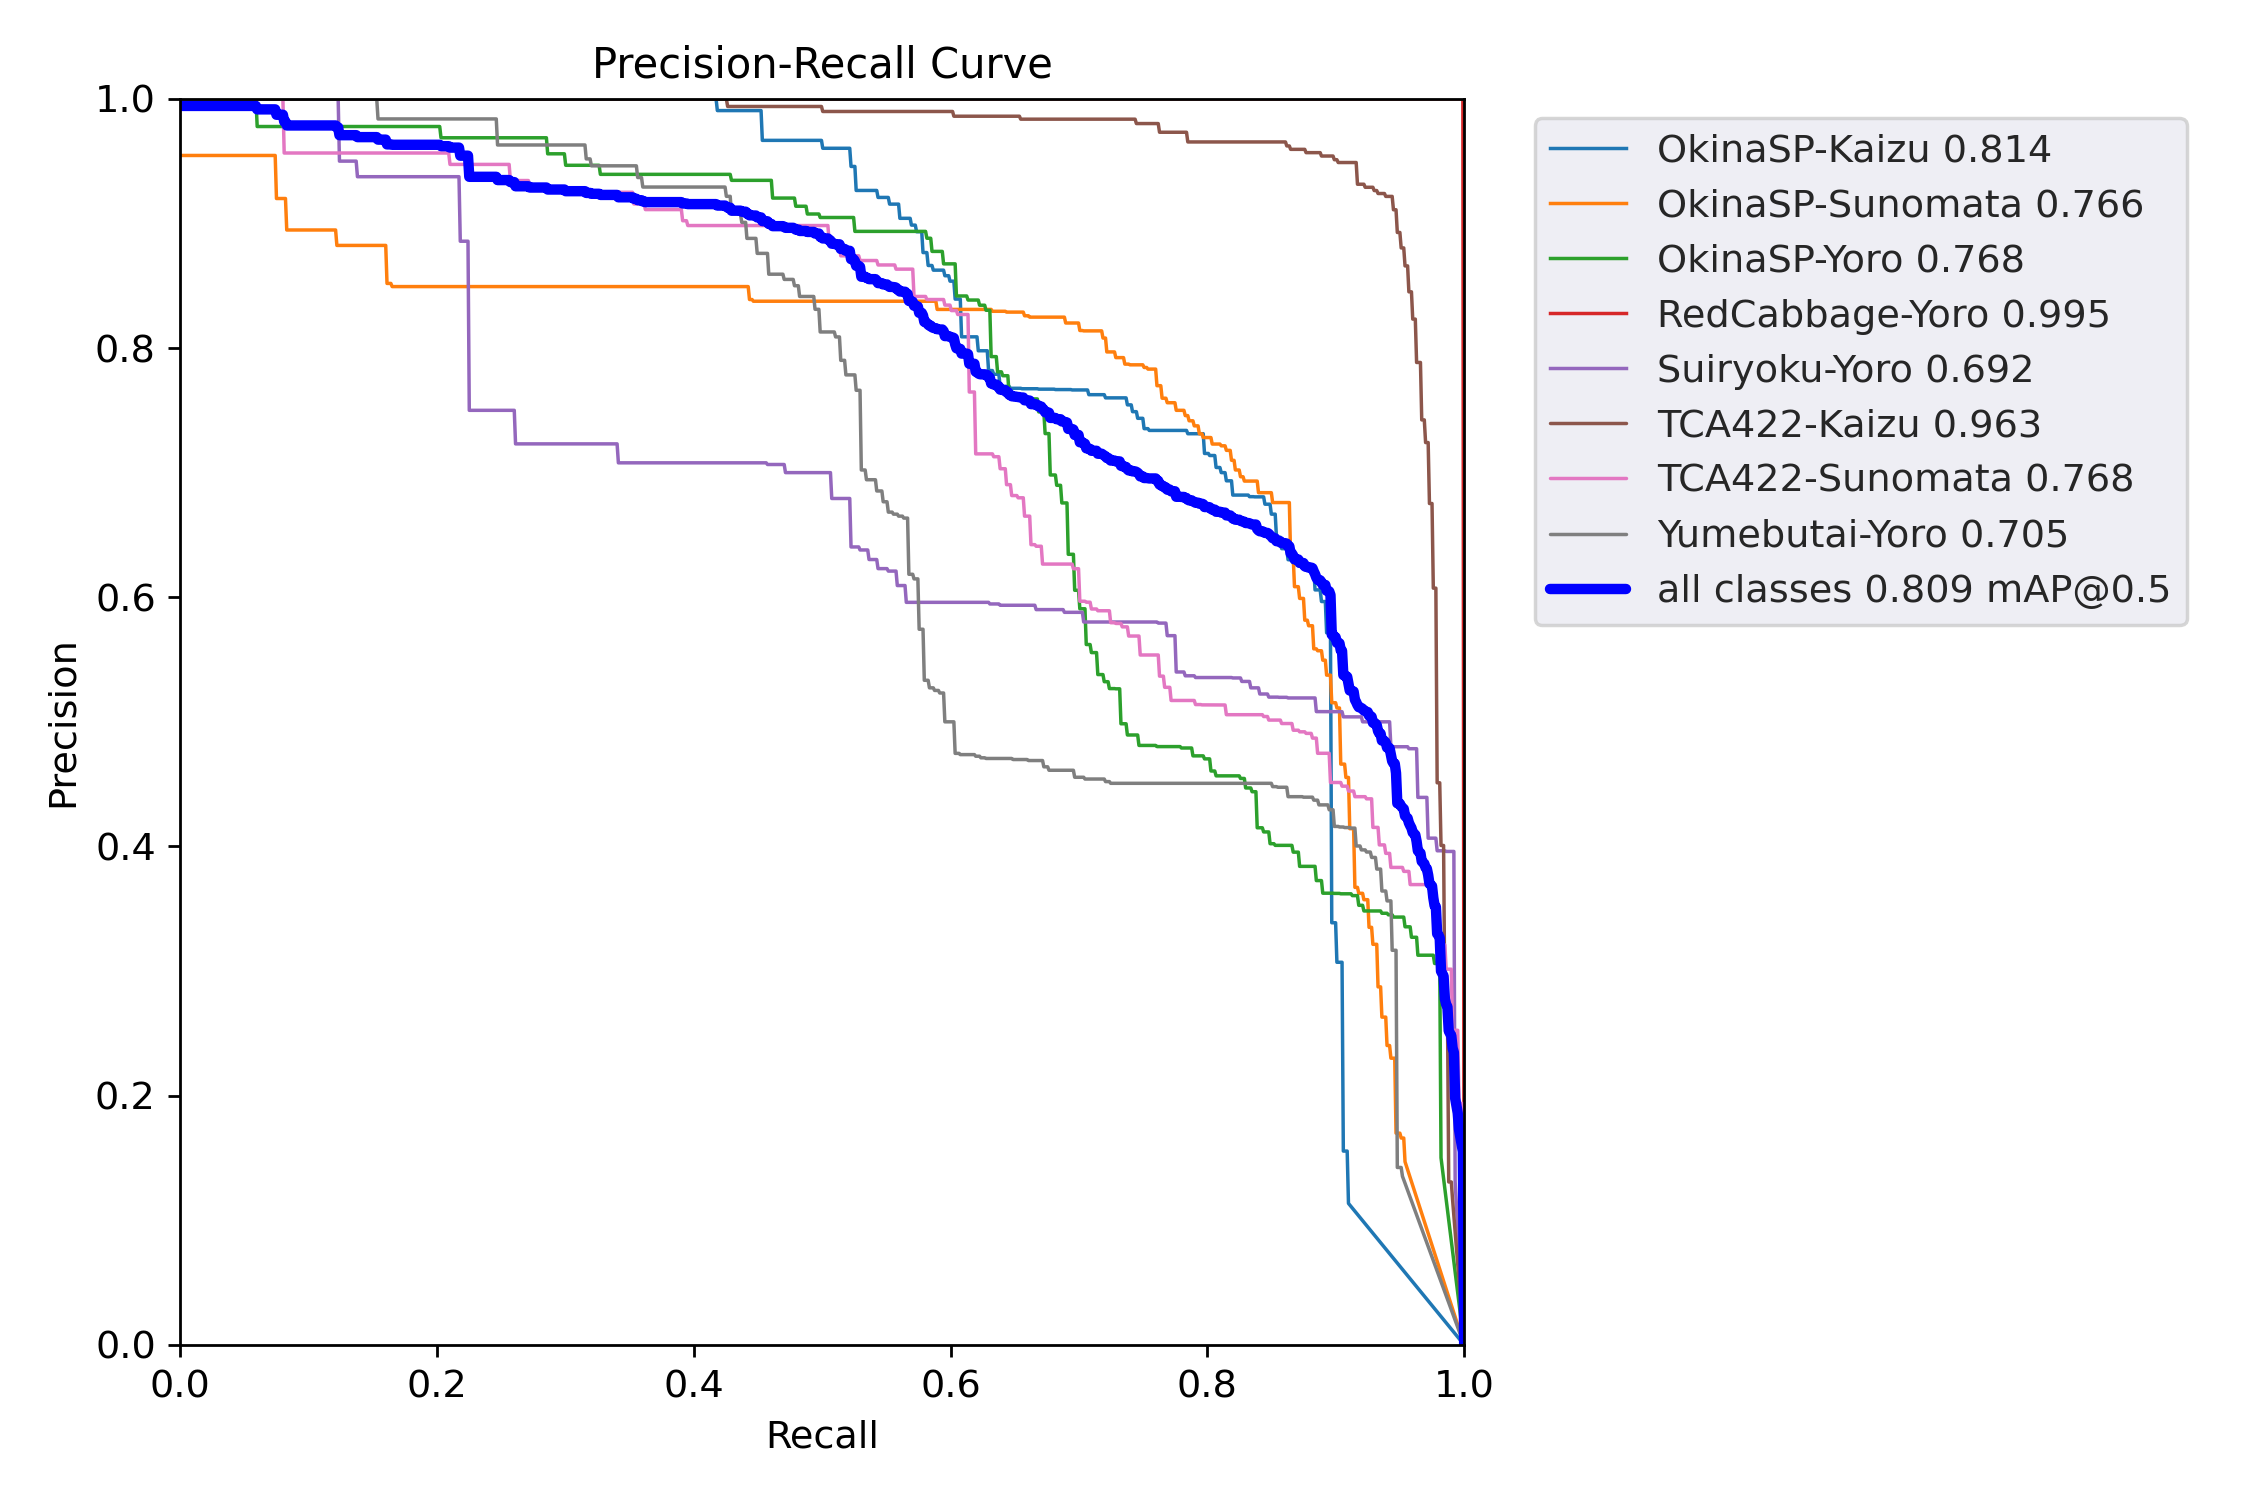 Precision-Recall Curve
1.0
0.8
0.6
0.4
0.2
0.0
Precision
0.0 0.2 0.4 0.6 0.8 1.0
Recall
OkinaSP-Kaizu 0.814
OkinaSP-Sunomata 0.766
OkinaSP-Yoro 0.768
RedCabbage-Yoro 0.995
Suiryoku-Yoro 0.692
TCA422-Kaizu 0.963
TCA422-Sunomata 0.768
Yumebutai-Yoro 0.705
all classes 0.809 mAP@0.5